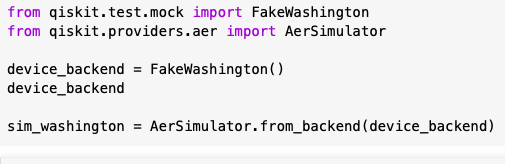 from qiskit.test.mock import FakeWashington
from qiskit.providers.aer import AerSimulator
device_backend = FakeWashington()
device_backend
sim_washington = AerSimulator.from_backend(device_backend)